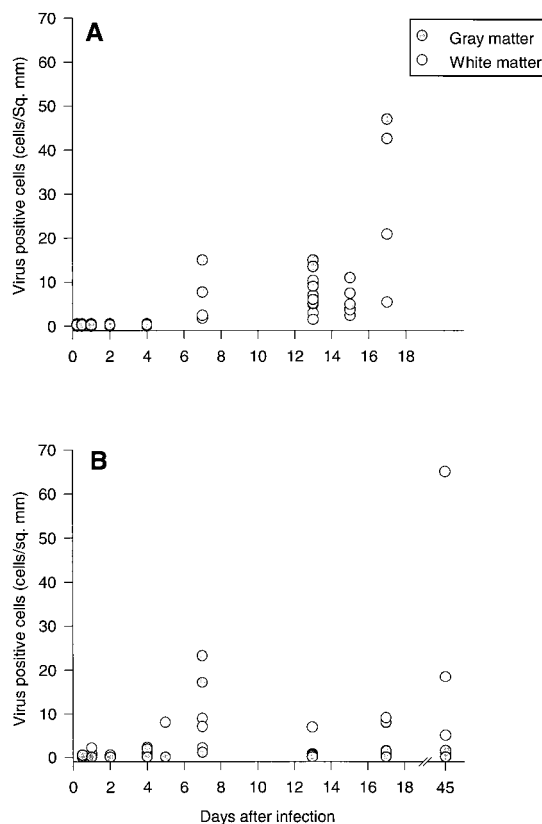 A
Gray matter
White matter
Virus positive cells (cells/Sq. mm)
70
60
50
40
30
20
10
0
0 2 4 6 8 10 12 14 16 18
B
Virus positive cells (cells/sq. mm)
70
60
50
40
30
20
10
0
0 2 4 6 8 10 12 14 16 18 45
Days after infection